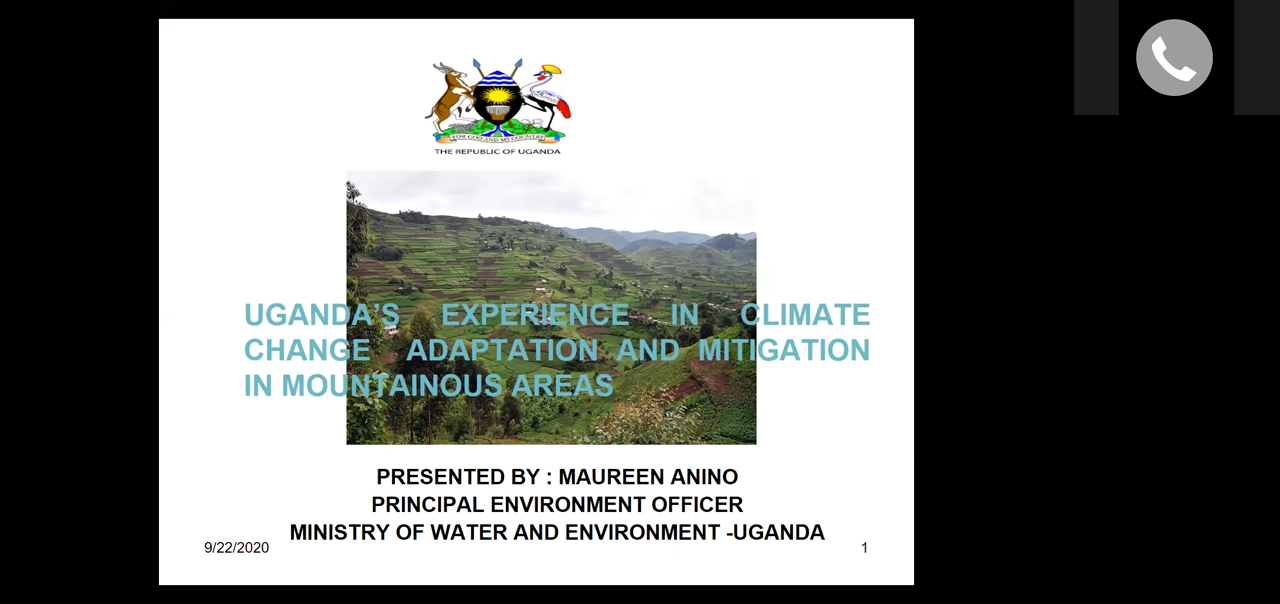 FOR GOD AND MY COUNTRY
THE REPUBLIC OF UGANDA
UGANDA'S EXPERIENCE IN CLIMATE
CHANGE ADAPTATION AND MITIGATION
IN MOUNTAINOUS AREAS
PRESENTED BY : MAUREEN ANINO
PRINCIPAL ENVIRONMENT OFFICER
MINISTRY OF WATER AND ENVIRONMENT -UGANDA
9/22/2020
1